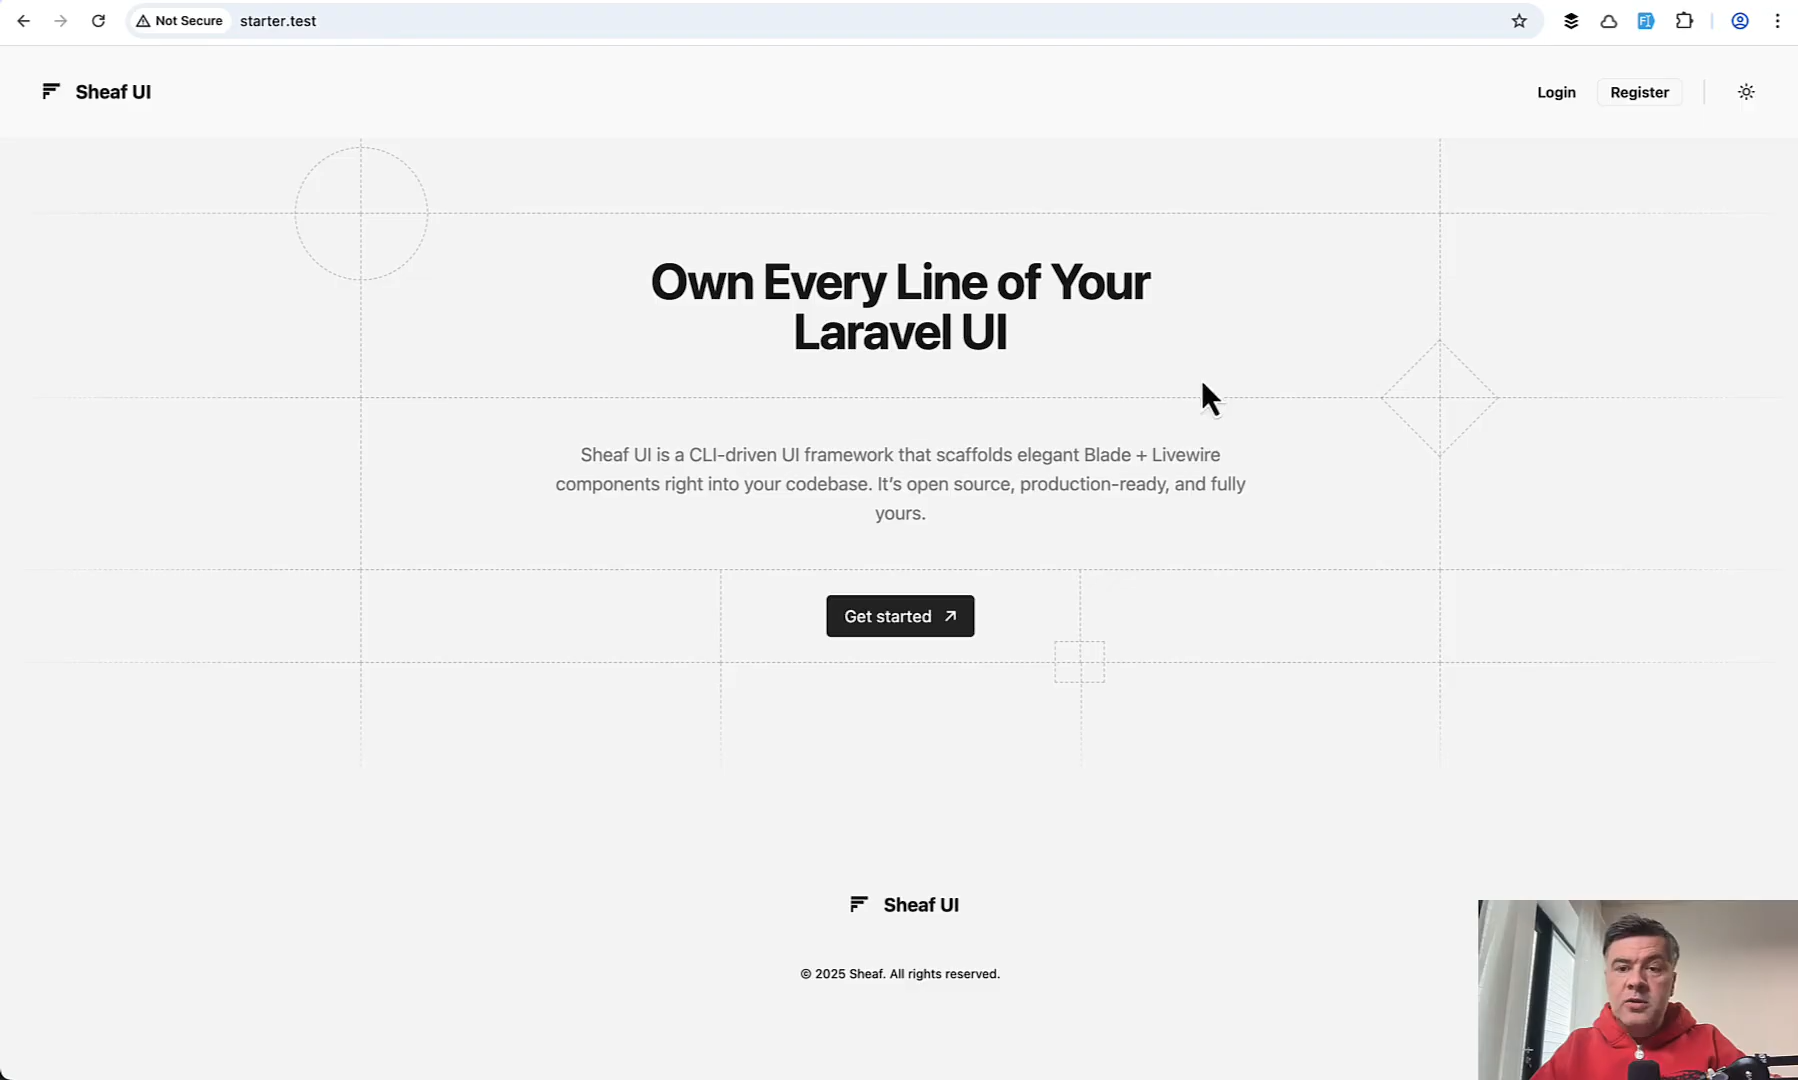 Not Secure starter.test
Sheaf UI
Login Register
Own Every Line of Your
Laravel UI
Sheaf UI is a CLI-driven UI framework that scaffolds elegant Blade + Livewire
components right into your codebase. It’s open source, production-ready, and fully
yours.
Get started
Sheaf UI
© 2025 Sheaf. All rights reserved.